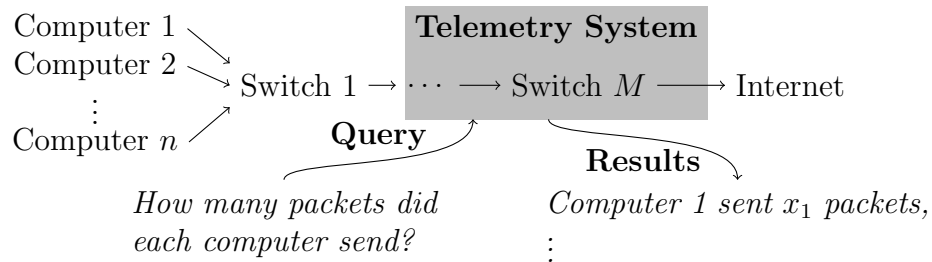 Computer 1
Computer 2
⋮
Computer n
Switch 1
Telemetry System
⋯
Switch M
Internet
Query
Results
How many packets did
each computer send?
Computer 1 sent x₁ packets,
⋮